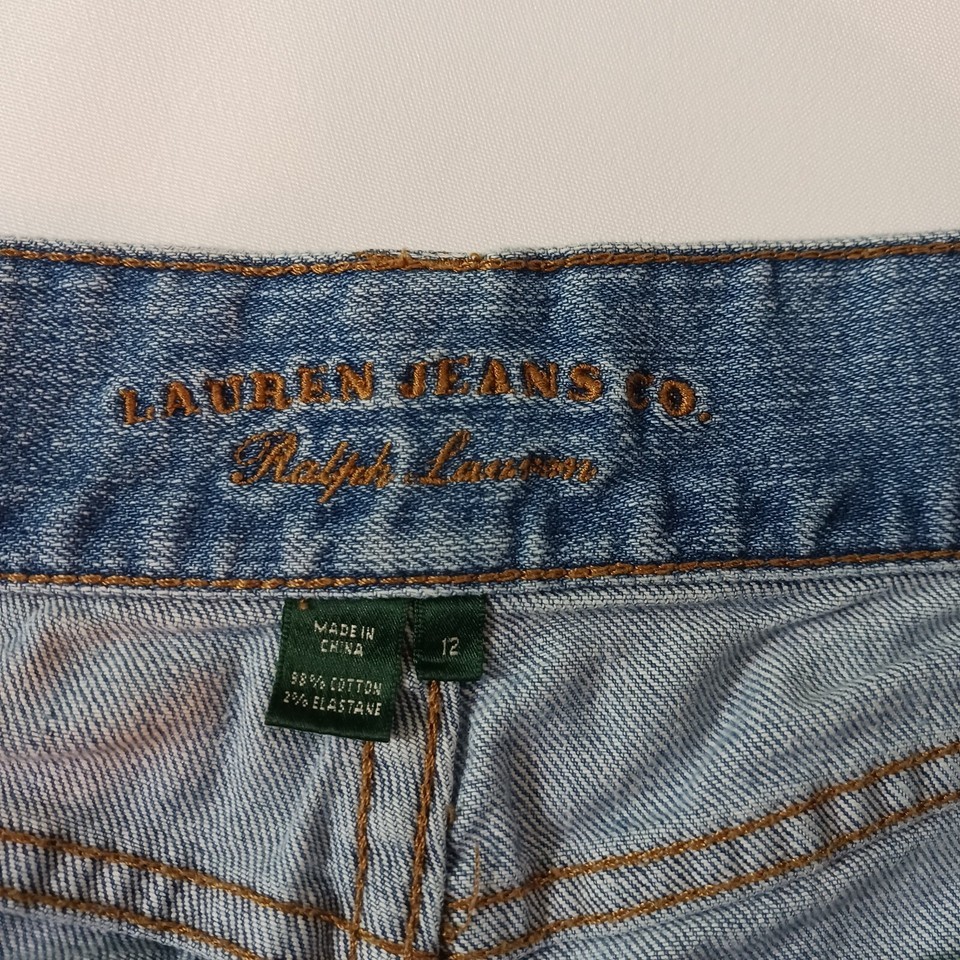 LAUREN JEANS CO.
Ralph Lauren
MADE IN
CHINA
98% COTTON
2% ELASTANE
12